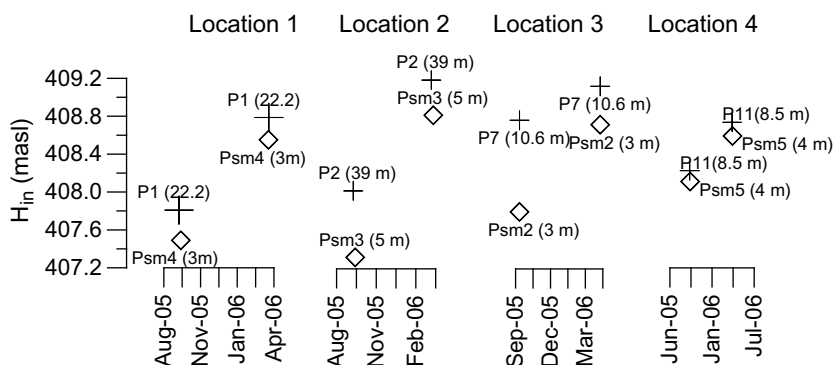 Location 1 Location 2 Location 3 Location 4
H_in (masl)
409.2
408.8
408.4
408.0
407.6
407.2
P1 (22.2)
Psm4 (3m)
P1 (22.2)
Psm4 (3m)
P2 (39 m)
Psm3 (5 m)
P2 (39 m)
Psm3 (5 m)
P7 (10.6 m)
P7 (10.6 m)
Psm2 (3 m)
Psm2 (3 m)
P11(8.5 m)
Psm5 (4 m)
P11(8.5 m)
Psm5 (4 m)
Aug-05 Nov-05 Jan-06 Apr-06
Aug-05 Nov-05 Feb-06
Sep-05 Dec-05 Mar-06
Jun-05 Jan-06 Jul-06